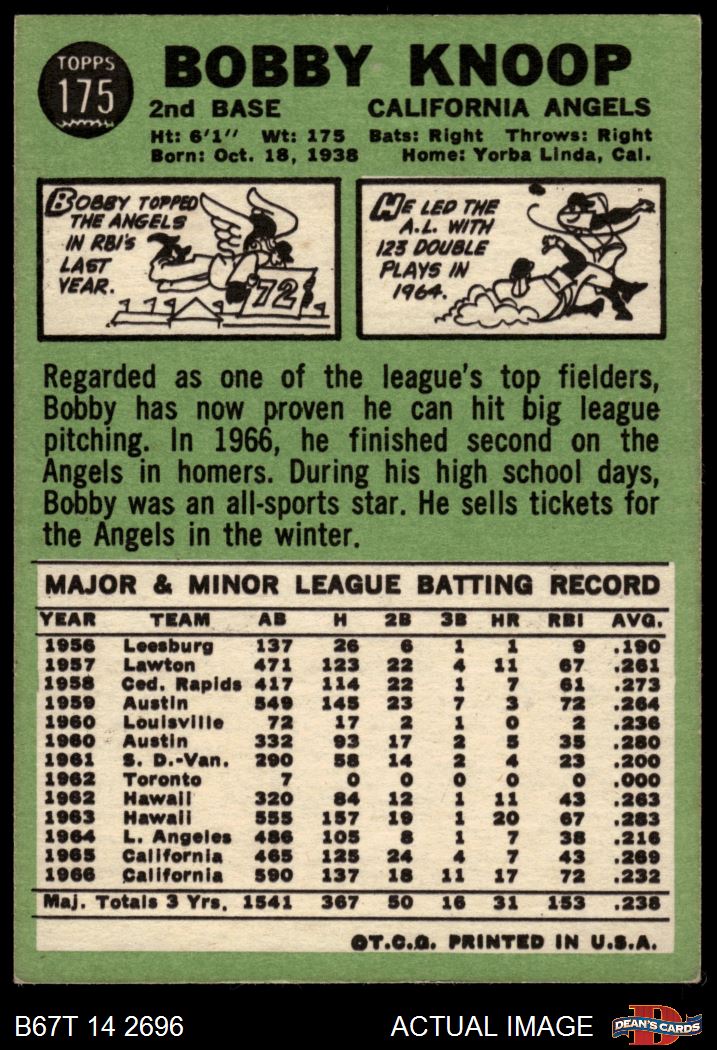 TOPPS
175
BOBBY KNOOP
2nd BASE CALIFORNIA ANGELS
Ht: 6'1" Wt: 175 Bats: Right Throws: Right
Born: Oct. 18, 1938 Home: Yorba Linda, Cal.
BOBBY TOPPED
THE ANGELS
IN RBI's
LAST
YEAR.
72
HE LED THE
A.L. WITH
123 DOUBLE
PLAYS IN
1964.
Regarded as one of the league's top fielders,
Bobby has now proven he can hit big league
pitching. In 1966, he finished second on the
Angels in homers. During his high school days,
Bobby was an all-sports star. He sells tickets for
the Angels in the winter.
MAJOR & MINOR LEAGUE BATTING RECORD
YEAR TEAM AB H 2B 3B HR RBI AVG.
1956 Leesburg 137 26 6 1 1 9 .190
1957 Lawton 471 123 22 4 11 67 .261
1958 Ced. Rapids 417 114 22 1 7 61 .273
1959 Austin 549 145 23 7 3 72 .264
1960 Louisville 72 17 2 1 0 2 .236
1960 Austin 332 93 17 2 5 35 .280
1961 S. D.-Van. 290 58 14 2 4 23 .200
1962 Toronto 7 0 0 0 0 0 .000
1962 Hawaii 320 84 12 1 11 43 .263
1963 Hawaii 555 157 19 1 20 67 .283
1964 L. Angeles 486 105 8 1 7 38 .216
1965 California 465 125 24 4 7 43 .269
1966 California 590 137 18 11 17 72 .232
Maj. Totals 3 Yrs. 1541 367 50 16 31 153 .238
©T.C.G. PRINTED IN U.S.A.
B67T 14 2696 ACTUAL IMAGE
D
DEAN'S CARDS